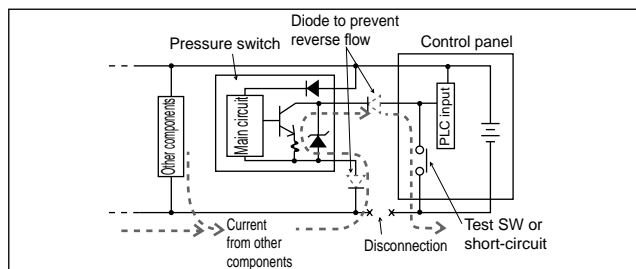 Diode to prevent
reverse flow
Pressure switch
Control panel
Other components
Main circuit
PLC input
Current
from other
components
Disconnection
Test SW or
short-circuit